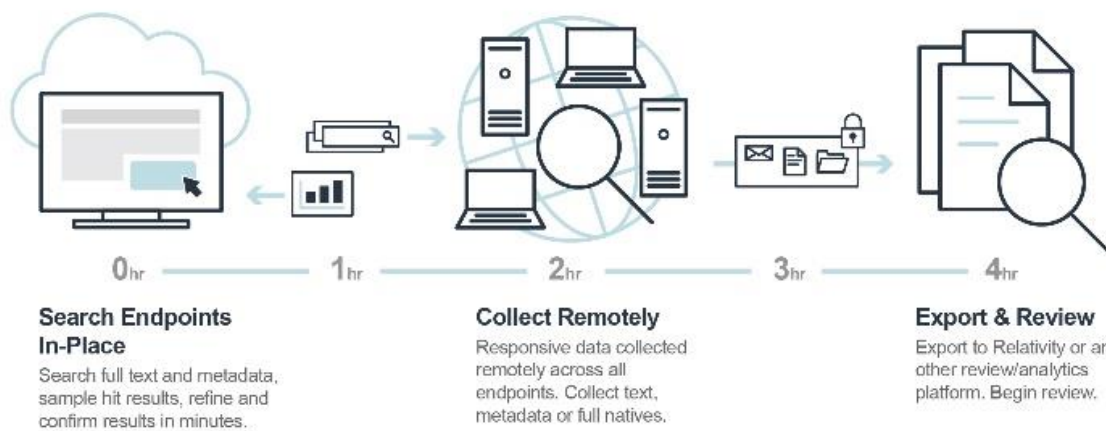 0hr 1hr 2hr 3hr 4hr
Search Endpoints
In-Place
Search full text and metadata,
sample hit results, refine and
confirm results in minutes.
Collect Remotely
Responsive data collected
remotely across all
endpoints. Collect text,
metadata or full natives.
Export & Review
Export to Relativity or
other review/analytics
platform. Begin review.